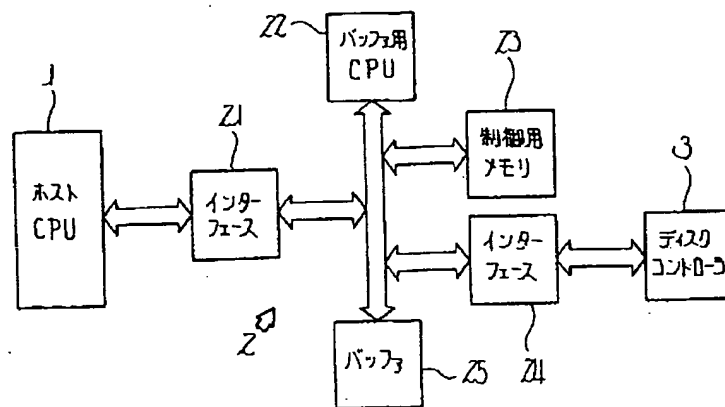 22
バッファ用
CPU
1
23
21
制御用
メモリ
3
ホスト
CPU
インター
フェース
インター
フェース
ディスク
コントローラ
2
バッファ
25
24